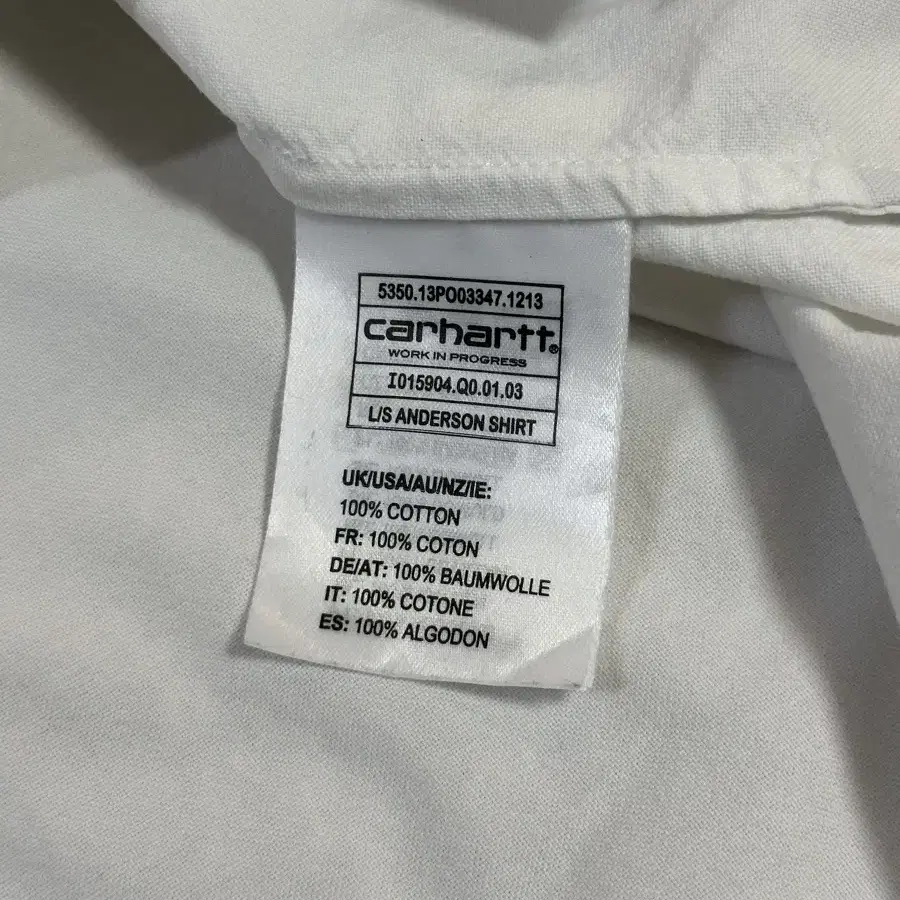 5350.13PO03347.1213
carhartt®
WORK IN PROGRESS
I015904.Q0.01.03
L/S ANDERSON SHIRT
UK/USA/AU/NZ/IE:
100% COTTON
FR: 100% COTON
DE/AT: 100% BAUMWOLLE
IT: 100% COTONE
ES: 100% ALGODON